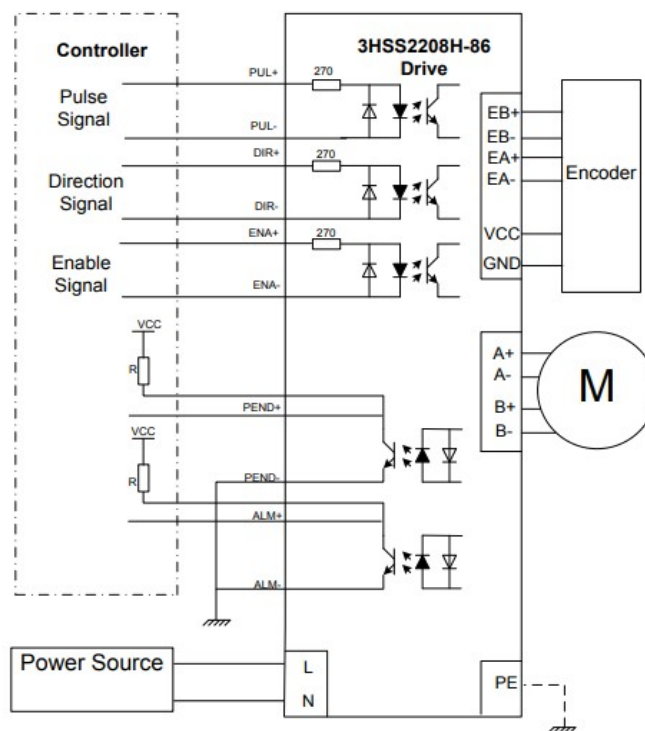 Controller
3HSS2208H-86
Drive
PUL+
270
Pulse
Signal
PUL-
DIR+
270
Direction
Signal
DIR-
ENA+
270
Enable
Signal
ENA-
EB+
EB-
EA+
EA-
VCC
GND
Encoder
VCC
R
PEND+
VCC
R
PEND-
ALM+
ALM-
A+
A-
B+
B-
M
Power Source
L
N
PE